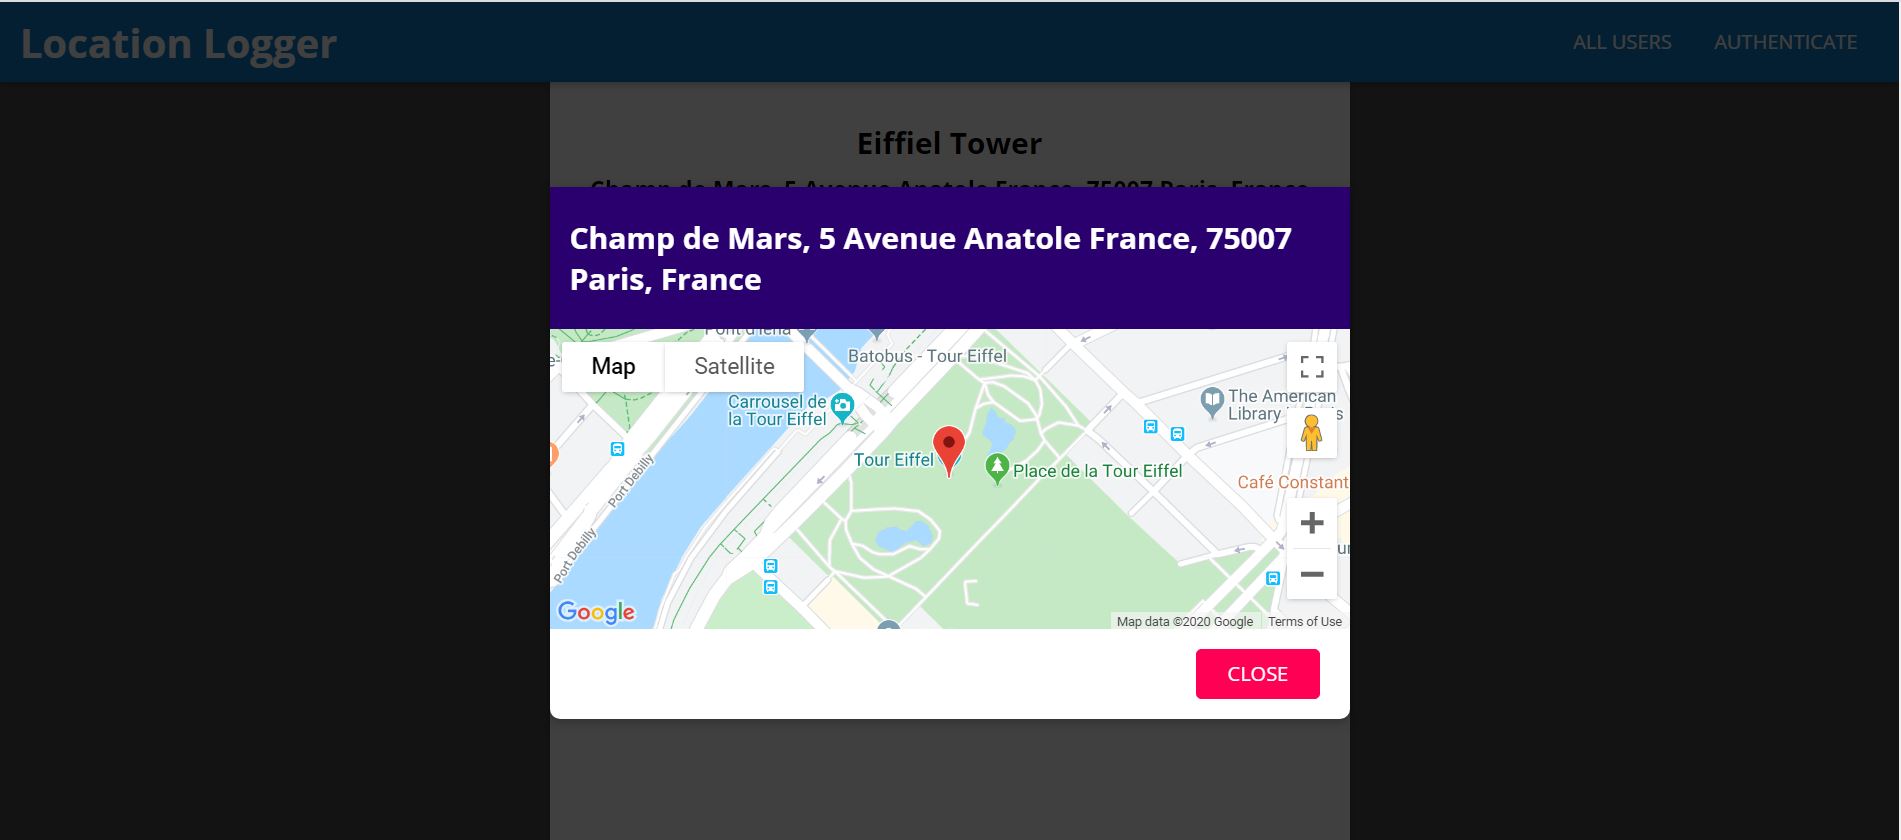 Location Logger
ALL USERS
AUTHENTICATE
Eiffiel Tower
Champ de Mars, 5 Avenue Anatole France, 75007 Paris, France
Champ de Mars, 5 Avenue Anatole France, 75007
Paris, France
Pont d'Iéna
Map
Satellite
Batobus - Tour Eiffel
Carrousel de
la Tour Eiffel
The American
Library
Tour Eiffel
Place de la Tour Eiffel
Port Debilly
Café Constant
Port Debilly
Google
Map data ©2020 Google
Terms of Use
CLOSE